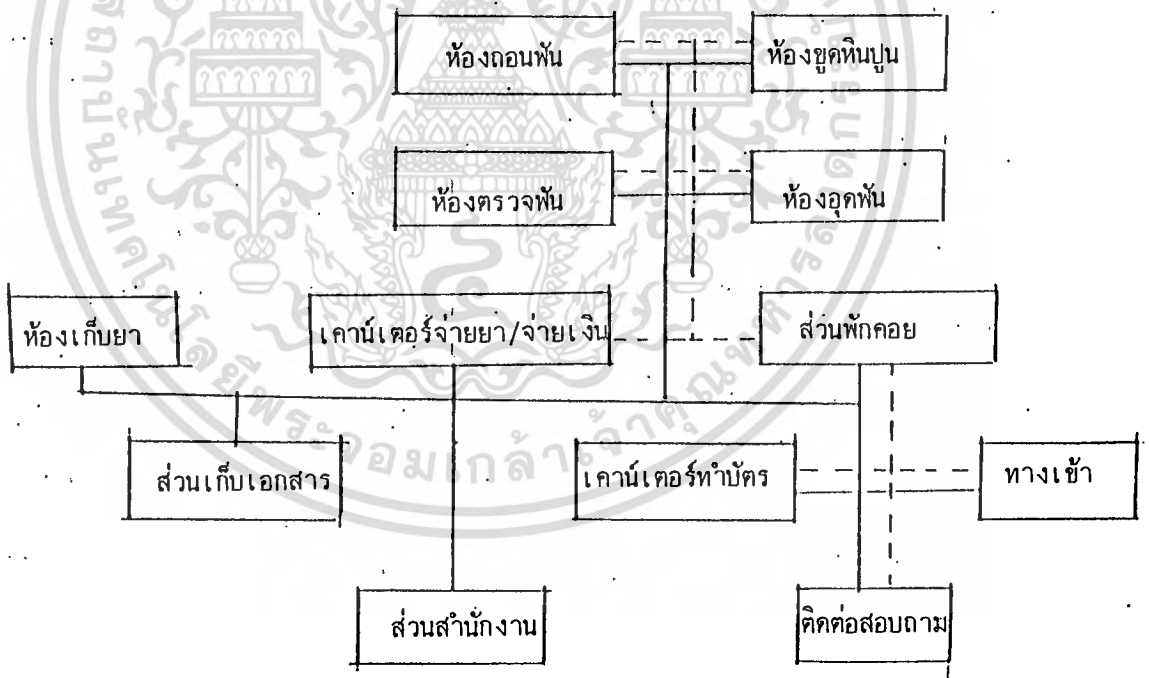 ห้องถอนฟัน
ห้องขูดหินปูน
ห้องตรวจฟัน
ห้องอุดฟัน
ห้องเก็บยา
เคาน์เตอร์จ่ายยา/จ่ายเงิน
ส่วนพักคอย
ส่วนเก็บเอกสาร
เคาน์เตอร์ทำบัตร
ทางเข้า
ส่วนสำนักงาน
ติดต่อสอบถาม